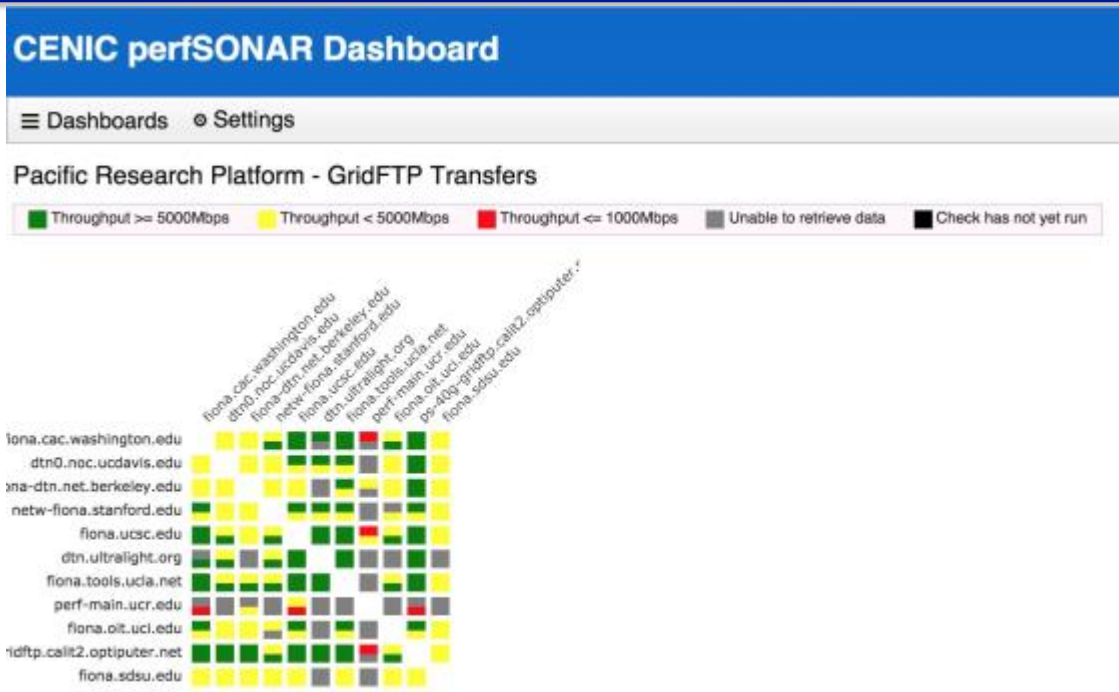 CENIC perfSONAR Dashboard
☰ Dashboards ⚙ Settings
Pacific Research Platform - GridFTP Transfers
Throughput >= 5000Mbps Throughput < 5000Mbps Throughput <= 1000Mbps Unable to retrieve data Check has not yet run
fiona.cac.washington.edu
dtn0.noc.ucdavis.edu
fiona-dtn.net.berkeley.edu
netw-fiona.stanford.edu
fiona.ucsc.edu
dtn.ultralight.org
fiona.tools.ucla.net
perf-main.ucr.edu
fiona.oit.uci.edu
ps-40g-gridftp.calit2.optiputer.
fiona.sdsu.edu
iona.cac.washington.edu
dtn0.noc.ucdavis.edu
na-dtn.net.berkeley.edu
netw-fiona.stanford.edu
fiona.ucsc.edu
dtn.ultralight.org
fiona.tools.ucla.net
perf-main.ucr.edu
fiona.oit.uci.edu
ridftp.calit2.optiputer.net
fiona.sdsu.edu